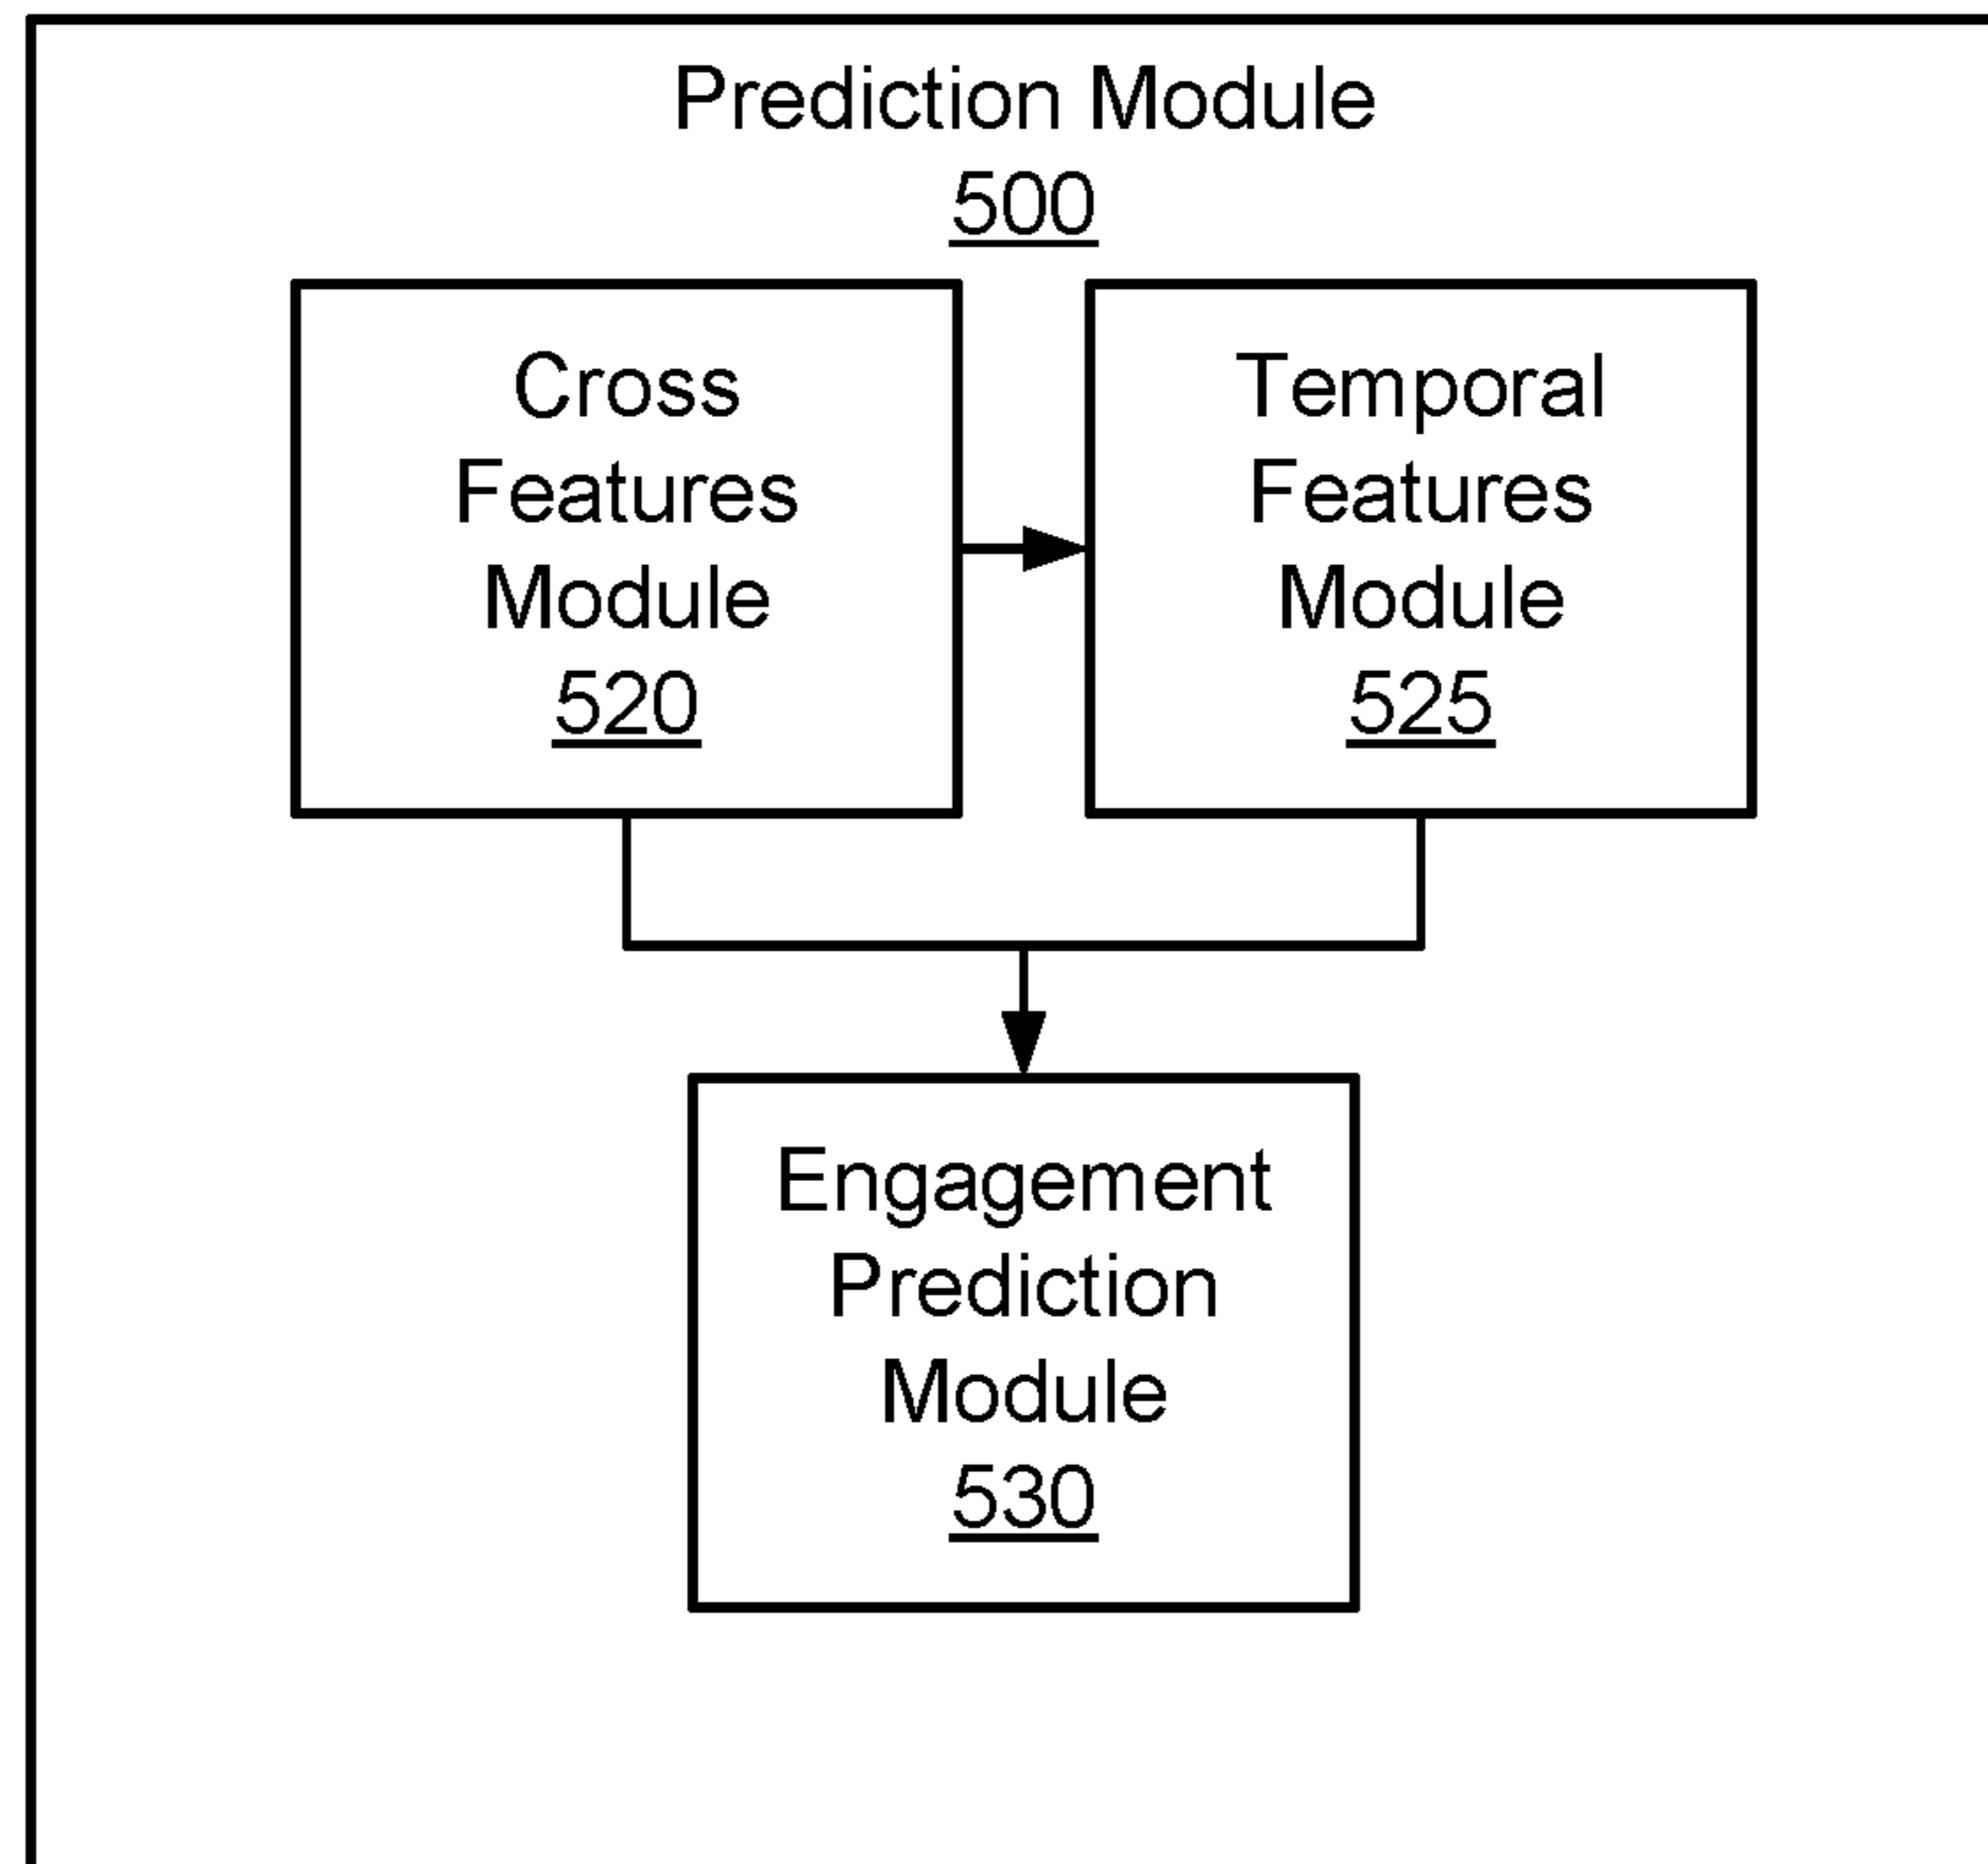 Prediction Module
500
Cross
Features
Module
520
Temporal
Features
Module
525
Engagement
Prediction
Module
530